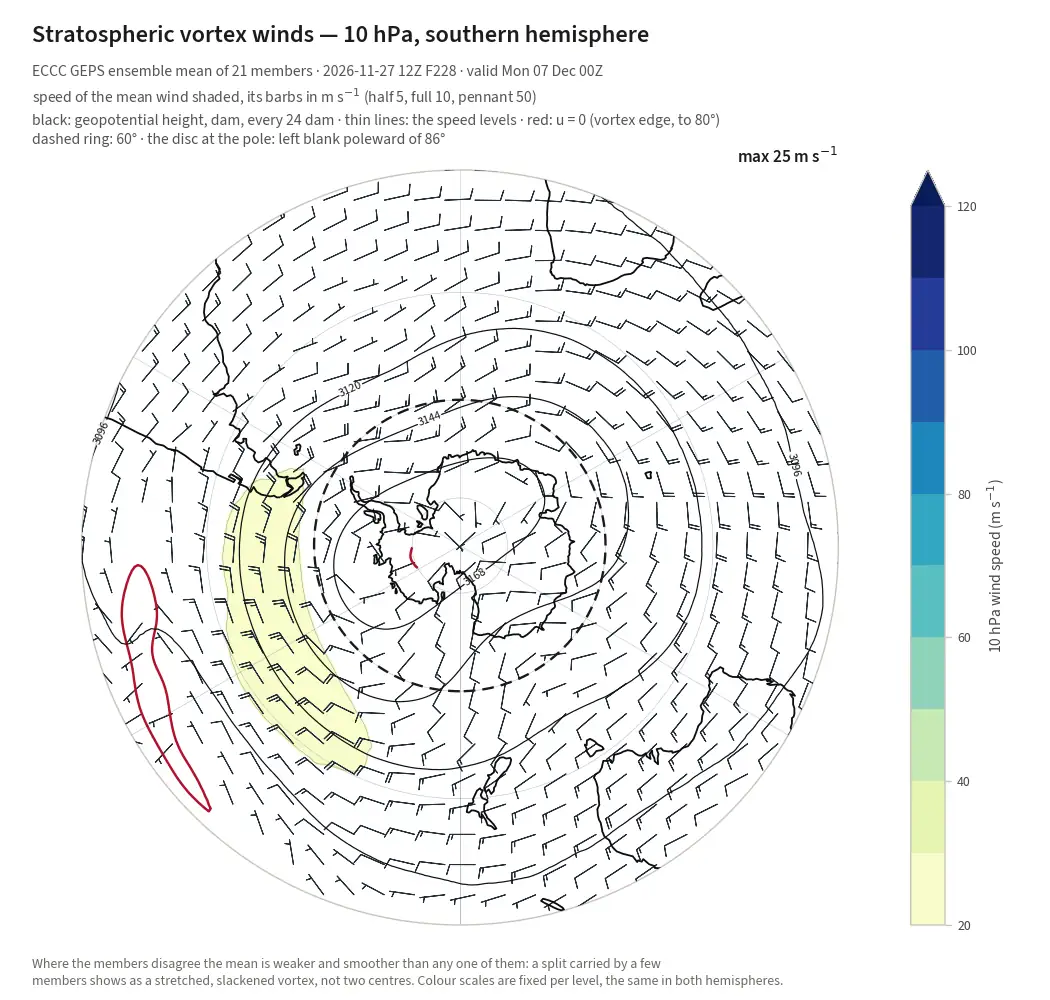 Stratospheric vortex winds — 10 hPa, southern hemisphere
ECCC GEPS ensemble mean of 21 members · 2026-11-27 12Z F228 · valid Mon 07 Dec 00Z
speed of the mean wind shaded, its barbs in m s⁻¹ (half 5, full 10, pennant 50)
black: geopotential height, dam, every 24 dam · thin lines: the speed levels · red: u = 0 (vortex edge, to 80°)
dashed ring: 60° · the disc at the pole: left blank poleward of 86°
max 25 m s⁻¹
120
100
80
60
40
20
10 hPa wind speed (m s⁻¹)
3120
3144
3096
3096
3168
Where the members disagree the mean is weaker and smoother than any one of them: a split carried by a few
members shows as a stretched, slackened vortex, not two centres. Colour scales are fixed per level, the same in both hemispheres.